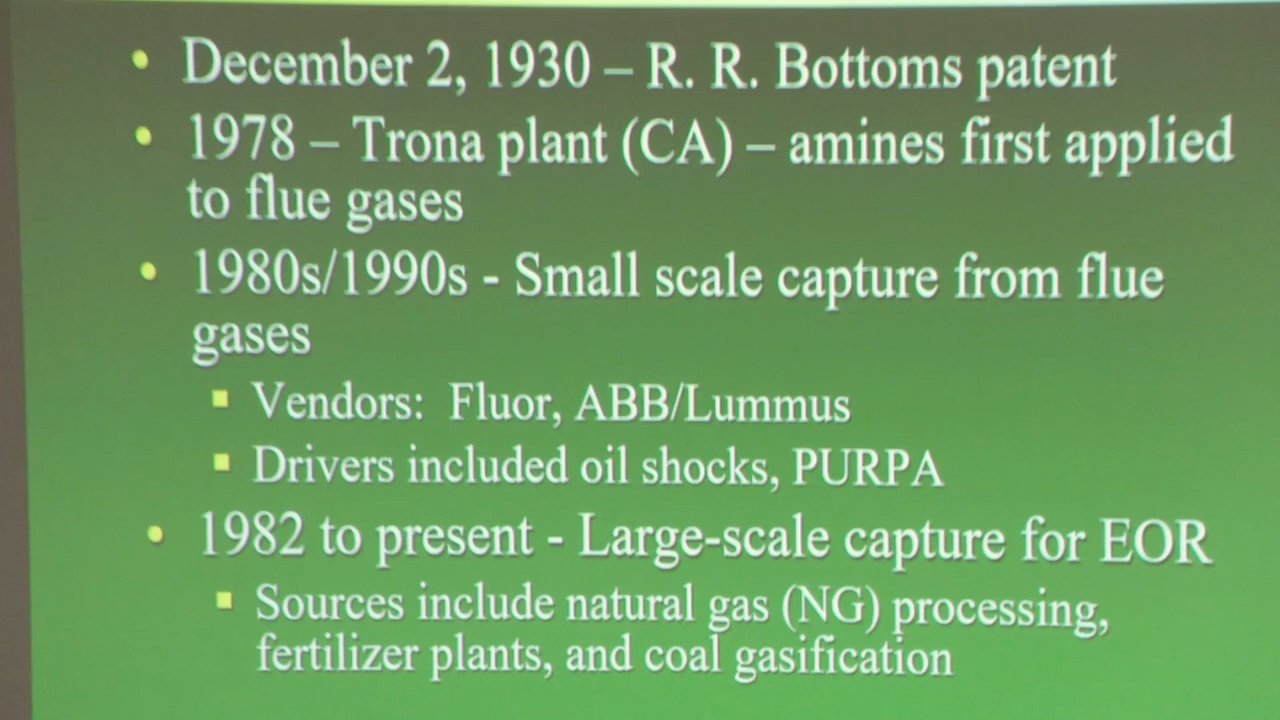 • December 2, 1930 – R. R. Bottoms patent
• 1978 – Trona plant (CA) – amines first applied
to flue gases
• 1980s/1990s - Small scale capture from flue
gases
▪ Vendors: Fluor, ABB/Lummus
▪ Drivers included oil shocks, PURPA
• 1982 to present - Large-scale capture for EOR
▪ Sources include natural gas (NG) processing,
fertilizer plants, and coal gasification